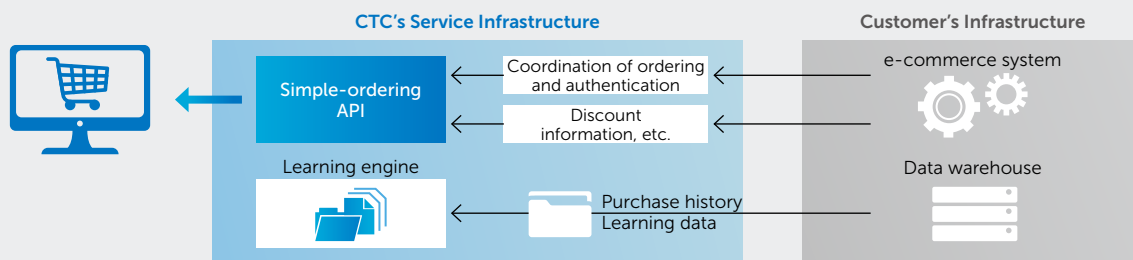 CTC’s Service Infrastructure
Customer’s Infrastructure
Simple-ordering
API
Coordination of ordering
and authentication
Discount
information, etc.
e-commerce system
Learning engine
Purchase history
Learning data
Data warehouse